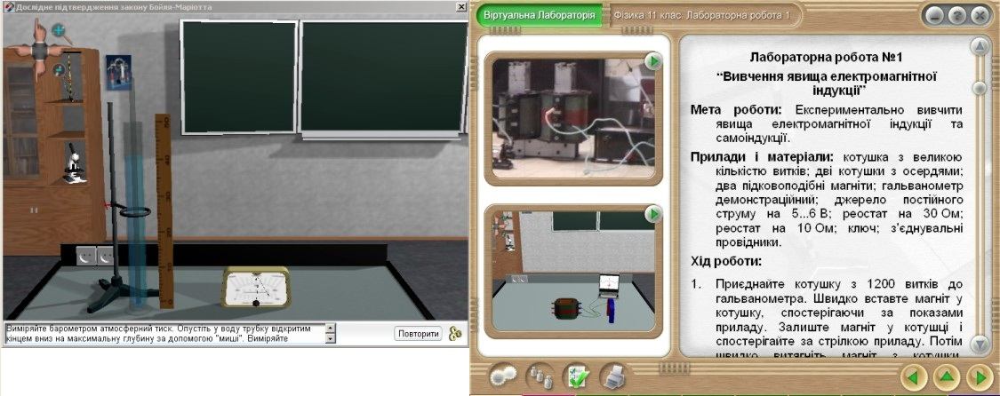 Дослідне підтвердження закону Бойля-Маріотта
Виміряйте барометром атмосферний тиск. Опустіть у воду трубку відкритим
кінцем вниз на максимальну глубину за допомогою "миші". Виміряйте
Повторити
Віртуальна Лабораторія
Фізика 11 клас. Лабораторна робота 1
Лабораторна робота №1
“Вивчення явища електромагнітної
індукції”
Мета роботи: Експериментально вивчити
явища електромагнітної індукції та
самоіндукції.
Прилади і матеріали: котушка з великою
кількістю витків; дві котушки з осердями;
два підковоподібні магніти; гальванометр
демонстраційний; джерело постійного
струму на 5...6 В; реостат на 30 Ом;
реостат на 10 Ом; ключ; з'єднувальні
провідники.
Хід роботи:
1. Приєднайте котушку з 1200 витків до
гальванометра. Швидко вставте магніт у
котушку, спостерігаючи за показами
приладу. Залиште магніт у котушці і
спостерігайте за стрілкою приладу. Потім
швидко витягніть магніт з котушки,